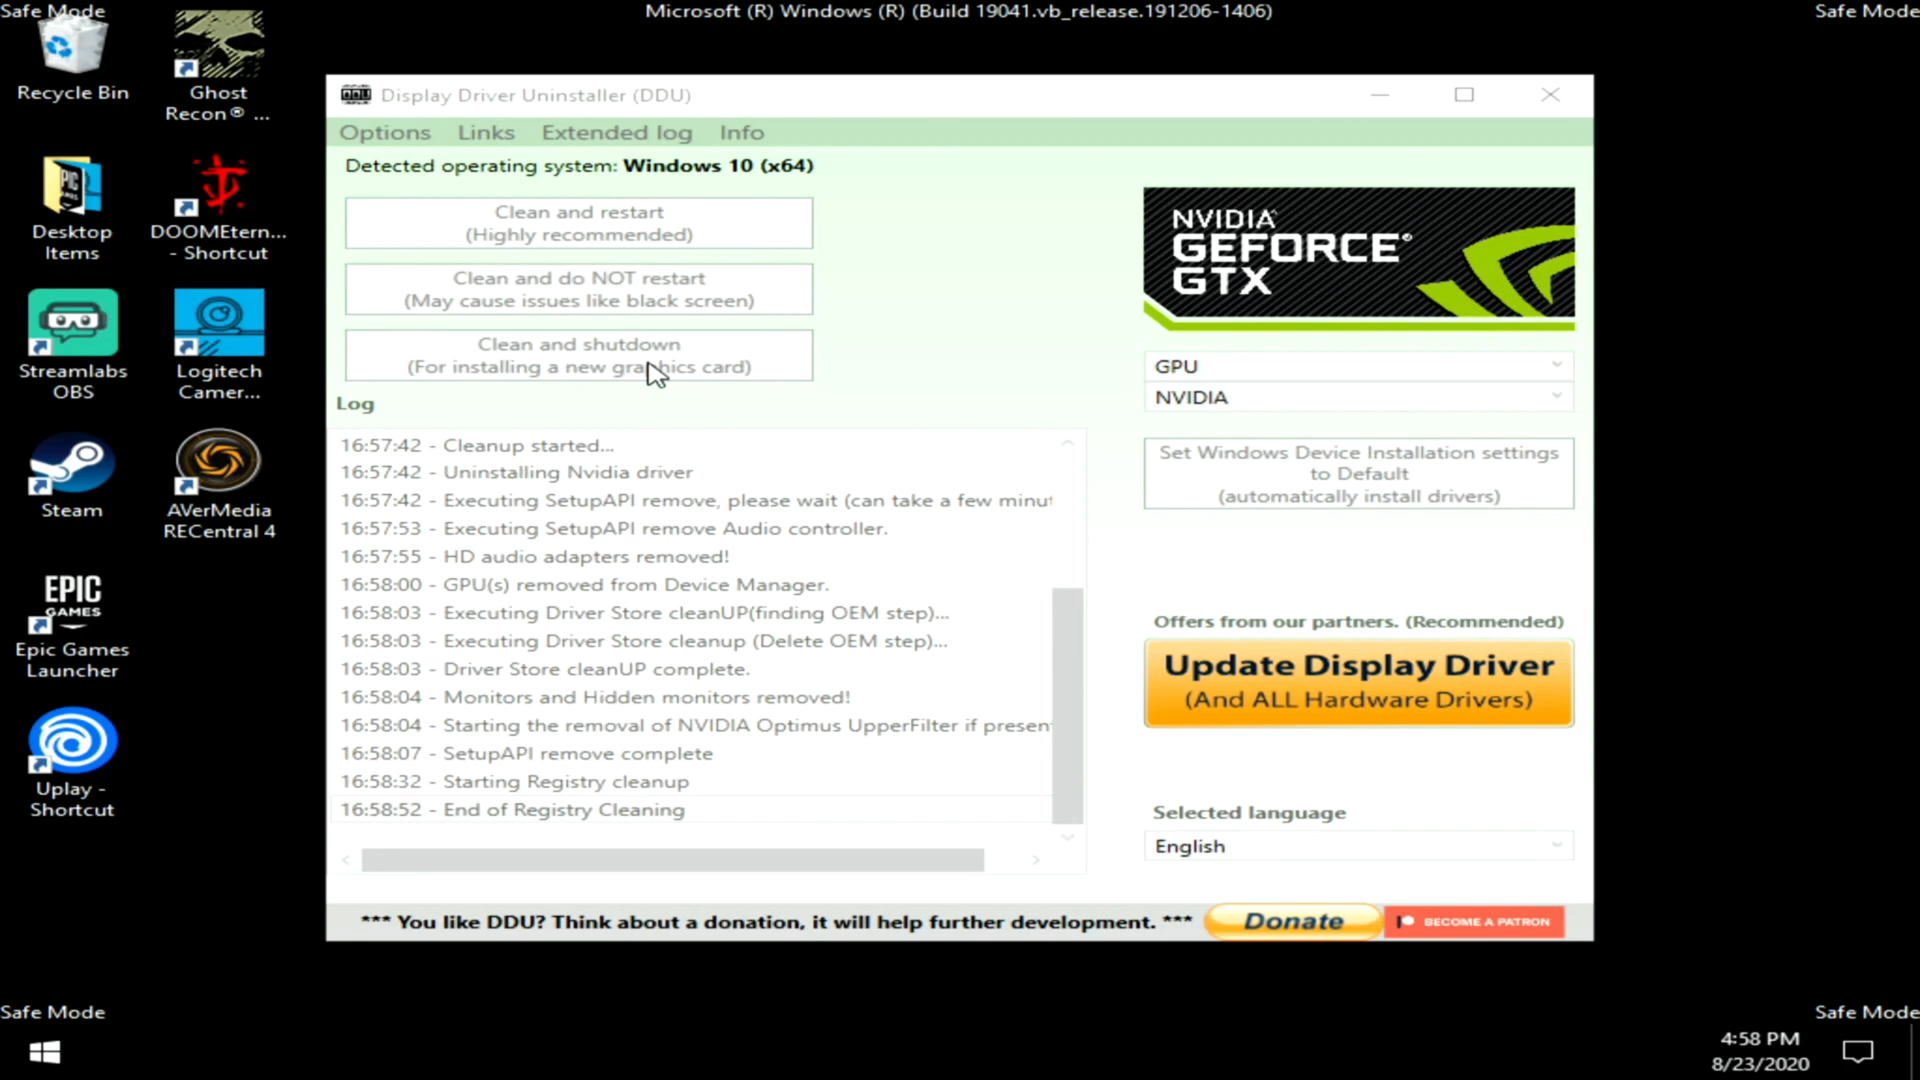 Safe Mode
Microsoft (R) Windows (R) (Build 19041.vb_release.191206-1406)
Safe Mode
Recycle Bin
Ghost
Recon® ...
Desktop
Items
DOOMEtern...
- Shortcut
Streamlabs
OBS
Logitech
Camer...
Steam
AVerMedia
RECentral 4
EPIC
GAMES
Epic Games
Launcher
Uplay -
Shortcut
Display Driver Uninstaller (DDU)
Options Links Extended log Info
Detected operating system: Windows 10 (x64)
Clean and restart
(Highly recommended)
Clean and do NOT restart
(May cause issues like black screen)
Clean and shutdown
(For installing a new graphics card)
Log
16:57:42 - Cleanup started...
16:57:42 - Uninstalling Nvidia driver
16:57:42 - Executing SetupAPI remove, please wait (can take a few minut
16:57:53 - Executing SetupAPI remove Audio controller.
16:57:55 - HD audio adapters removed!
16:58:00 - GPU(s) removed from Device Manager.
16:58:03 - Executing Driver Store cleanUP(finding OEM step)...
16:58:03 - Executing Driver Store cleanup (Delete OEM step)...
16:58:03 - Driver Store cleanUP complete.
16:58:04 - Monitors and Hidden monitors removed!
16:58:04 - Starting the removal of NVIDIA Optimus UpperFilter if presen
16:58:07 - SetupAPI remove complete
16:58:32 - Starting Registry cleanup
16:58:52 - End of Registry Cleaning
NVIDIA
GEFORCE®
GTX
GPU
NVIDIA
Set Windows Device Installation settings
to Default
(automatically install drivers)
Offers from our partners. (Recommended)
Update Display Driver
(And ALL Hardware Drivers)
Selected language
English
*** You like DDU? Think about a donation, it will help further development. ***
Donate
BECOME A PATRON
Safe Mode
Safe Mode
4:58 PM
8/23/2020